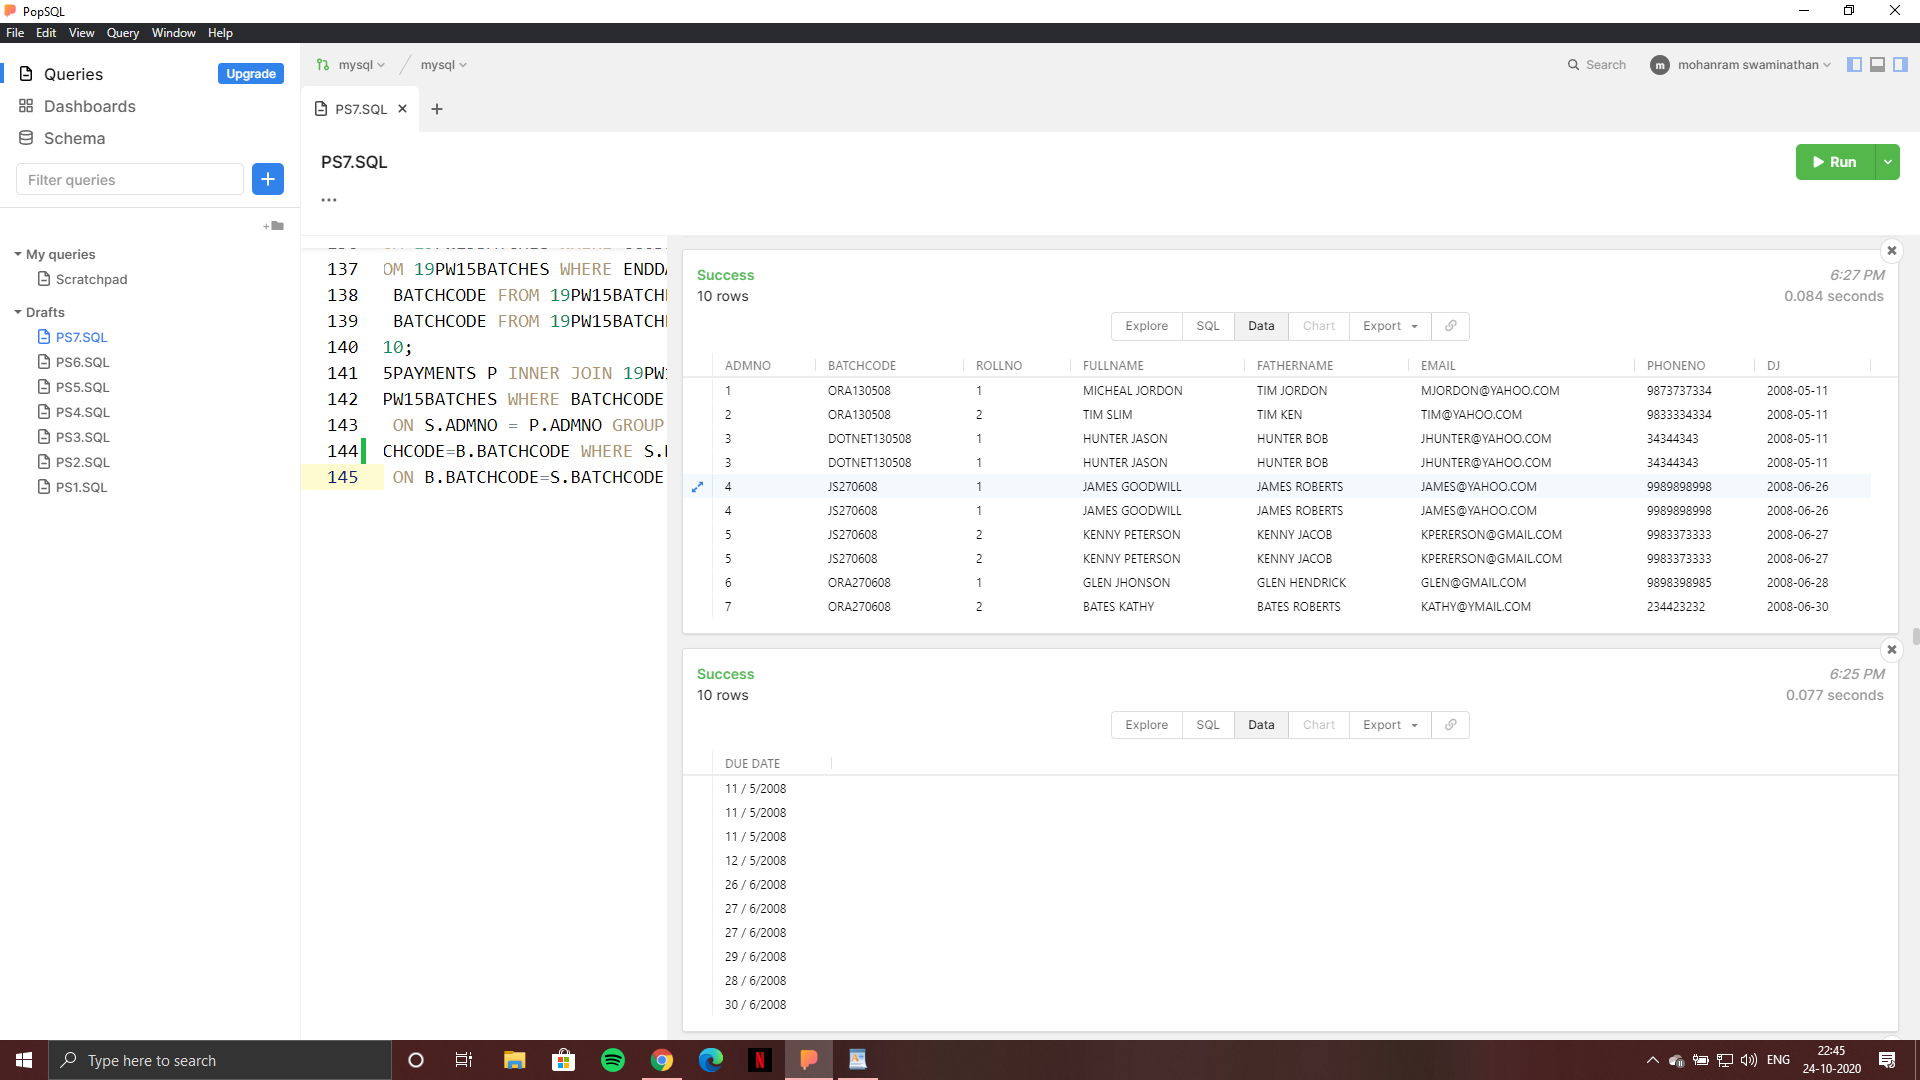 PopSQL
File Edit View Query Window Help
Queries
Upgrade
Dashboards
Schema
Filter queries
My queries
Scratchpad
Drafts
PS7.SQL
PS6.SQL
PS5.SQL
PS4.SQL
PS3.SQL
PS2.SQL
PS1.SQL
mysql mysql
Search m mohanram swaminathan
PS7.SQL
PS7.SQL
...
Run
137 OM 19PW15BATCHES WHERE ENDDA
138 BATCHCODE FROM 19PW15BATCHE
139 BATCHCODE FROM 19PW15BATCHE
140 10;
141 5PAYMENTS P INNER JOIN 19PW1
142 PW15BATCHES WHERE BATCHCODE
143 ON S.ADMNO = P.ADMNO GROUP
144 CHCODE=B.BATCHCODE WHERE S.
145 ON B.BATCHCODE=S.BATCHCODE
Success 6:27 PM
10 rows 0.084 seconds
Explore SQL Data Chart Export
ADMNO BATCHCODE ROLLNO FULLNAME FATHERNAME EMAIL PHONENO DJ
1 ORA130508 1 MICHEAL JORDON TIM JORDON MJORDON@YAHOO.COM 9873737334 2008-05-11
2 ORA130508 2 TIM SLIM TIM KEN TIM@YAHOO.COM 9833334334 2008-05-11
3 DOTNET130508 1 HUNTER JASON HUNTER BOB JHUNTER@YAHOO.COM 34344343 2008-05-11
3 DOTNET130508 1 HUNTER JASON HUNTER BOB JHUNTER@YAHOO.COM 34344343 2008-05-11
4 JS270608 1 JAMES GOODWILL JAMES ROBERTS JAMES@YAHOO.COM 9989898998 2008-06-26
4 JS270608 1 JAMES GOODWILL JAMES ROBERTS JAMES@YAHOO.COM 9989898998 2008-06-26
5 JS270608 2 KENNY PETERSON KENNY JACOB KPERERSON@GMAIL.COM 9983373333 2008-06-27
5 JS270608 2 KENNY PETERSON KENNY JACOB KPERERSON@GMAIL.COM 9983373333 2008-06-27
6 ORA270608 1 GLEN JHONSON GLEN HENDRICK GLEN@GMAIL.COM 9898398985 2008-06-28
7 ORA270608 2 BATES KATHY BATES ROBERTS KATHY@YMAIL.COM 234423232 2008-06-30
Success 6:25 PM
10 rows 0.077 seconds
Explore SQL Data Chart Export
DUE DATE
11 / 5/2008
11 / 5/2008
11 / 5/2008
12 / 5/2008
26 / 6/2008
27 / 6/2008
27 / 6/2008
29 / 6/2008
28 / 6/2008
30 / 6/2008
Type here to search
ENG
22:45
24-10-2020